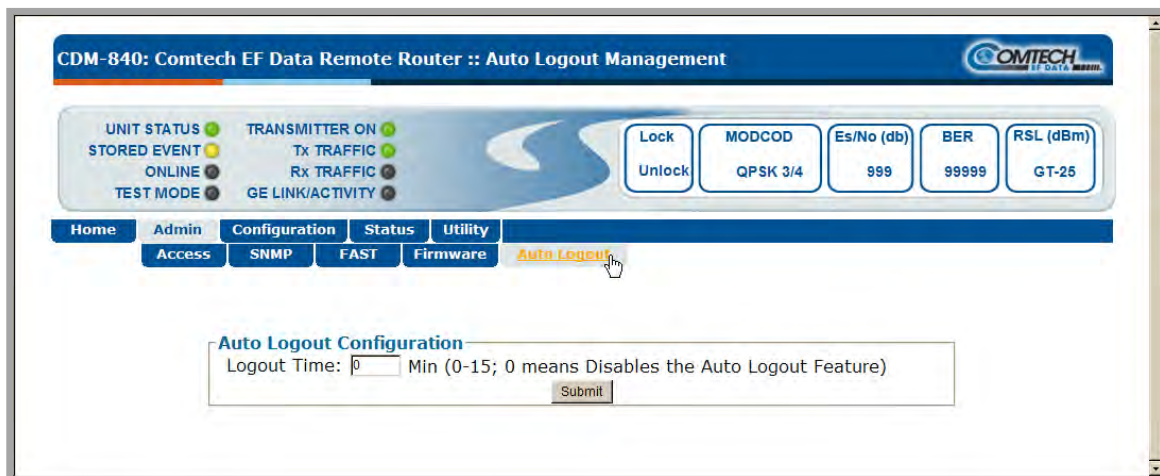 CDM-840: Comtech EF Data Remote Router :: Auto Logout Management
COMTECH
EF DATA
UNIT STATUS
TRANSMITTER ON
STORED EVENT
Tx TRAFFIC
ONLINE
Rx TRAFFIC
TEST MODE
GE LINK/ACTIVITY
Lock
MODCOD
Es/No (db)
BER
RSL (dBm)
Unlock
QPSK 3/4
999
99999
GT-25
Home Admin Configuration Status Utility
Access SNMP FAST Firmware Auto Logout
Auto Logout Configuration
Logout Time: 0 Min (0-15; 0 means Disables the Auto Logout Feature)
Submit